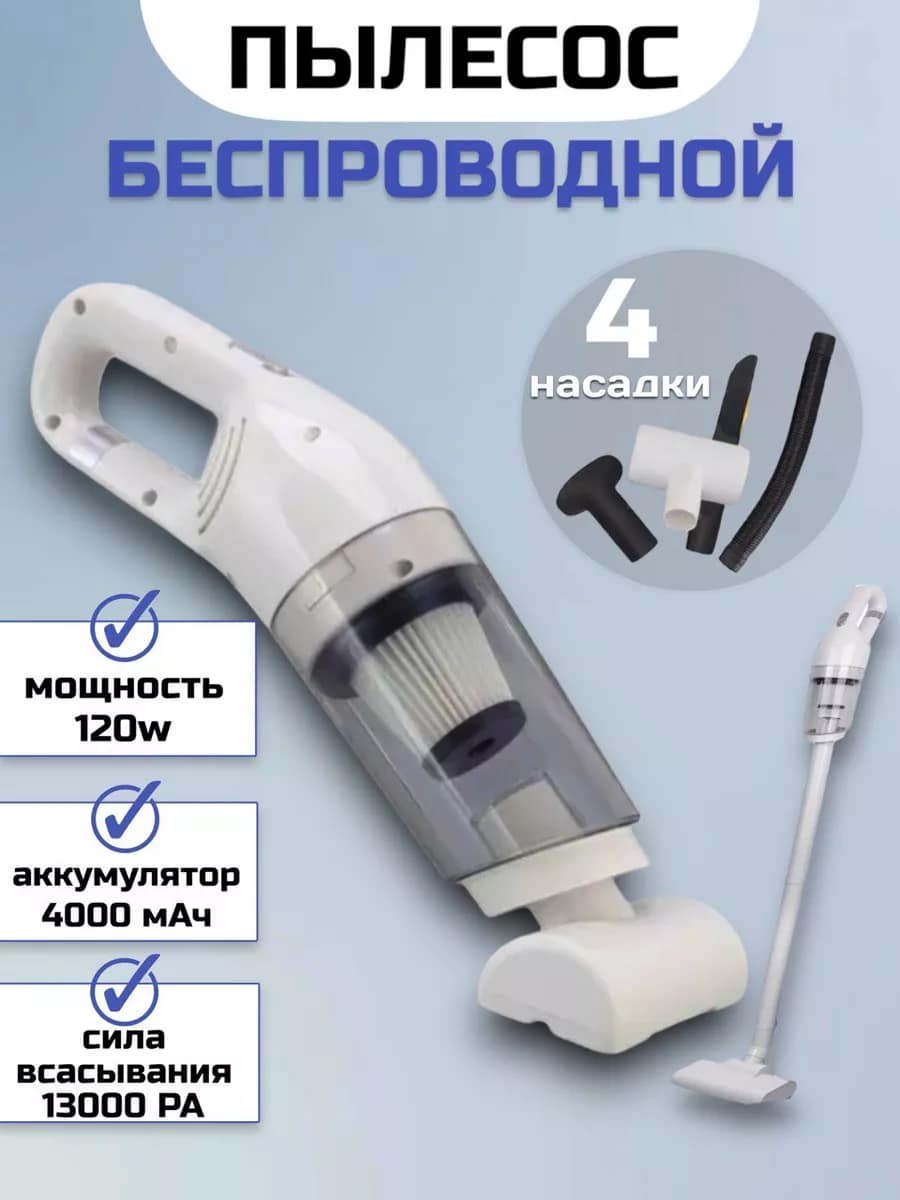 ПЫЛЕСОС
БЕСПРОВОДНОЙ
4
насадки
мощность
120w
аккумулятор
4000 мАч
сила
всасывания
13000 PA